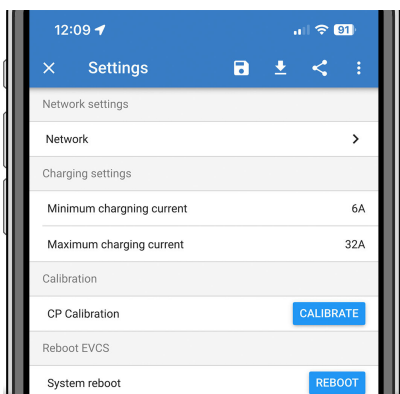 12:09
91
Settings
Network settings
Network
Charging settings
Minimum chargning current
6A
Maximum charging current
32A
Calibration
CP Calibration
CALIBRATE
Reboot EVCS
System reboot
REBOOT